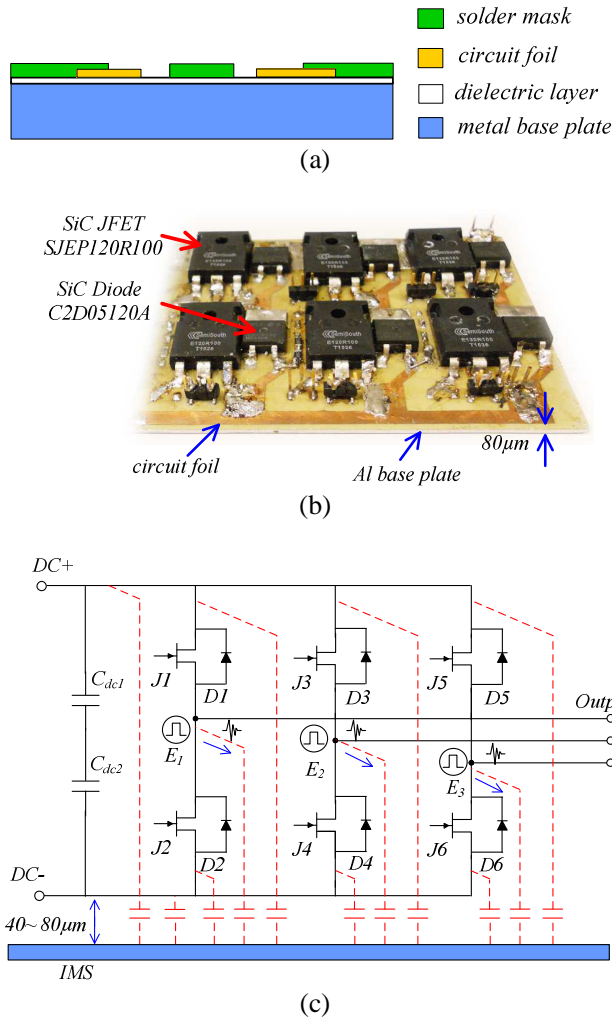 solder mask
circuit foil
dielectric layer
metal base plate
(a)
SiC JFET
SJEP120R100
SiC Diode
C2D05120A
SemiSouth
E120R100
circuit foil
Al base plate
80µm
(b)
DC+
Cdc1
Cdc2
J1
D1
J3
D3
J5
D5
Outp
E1
E2
E3
J2
D2
J4
D4
J6
D6
DC-
40~80µm
IMS
(c)